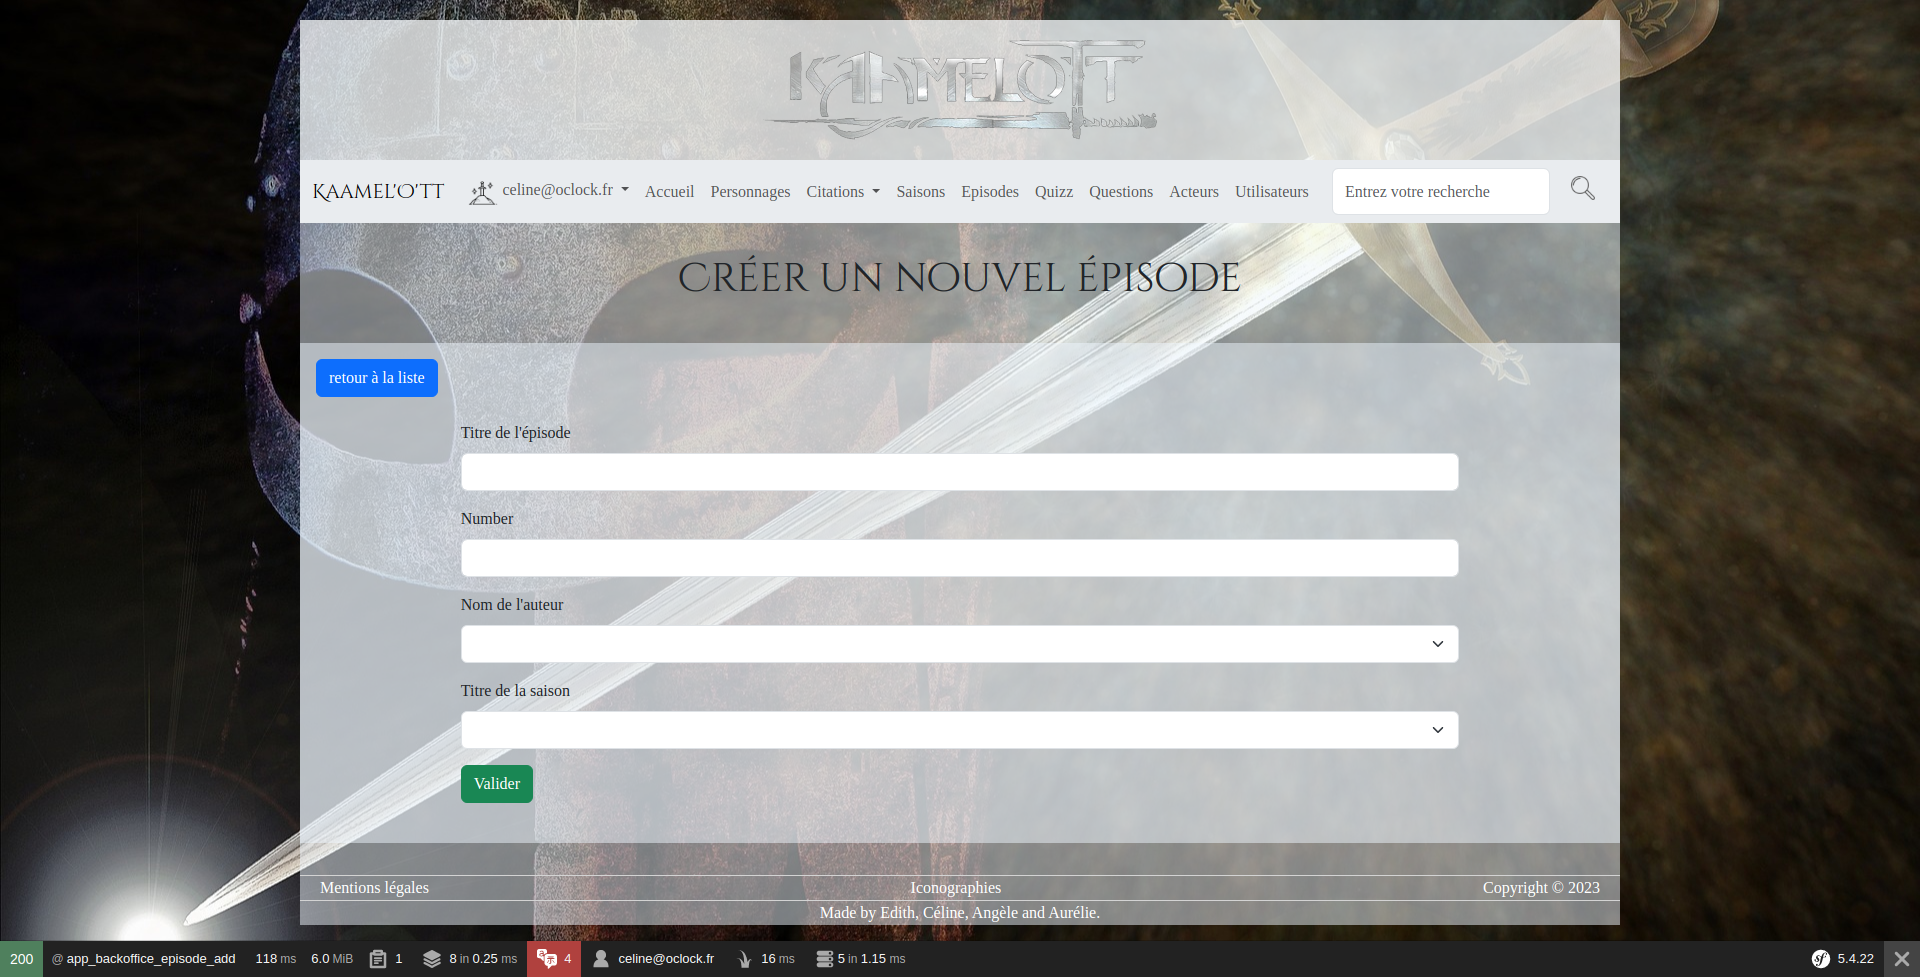 KAAMELOTT
KAAMEL'O'TT celine@oclock.fr Accueil Personnages Citations Saisons Episodes Quizz Questions Acteurs Utilisateurs Entrez votre recherche
CRÉER UN NOUVEL ÉPISODE
retour à la liste
Titre de l'épisode
Number
Nom de l'auteur
Titre de la saison
Valider
Mentions légales Iconographies Copyright © 2023
Made by Edith, Céline, Angèle and Aurélie.
200 @ app_backoffice_episode_add 118 ms 6.0 MiB 1 8 in 0.25 ms 4 celine@oclock.fr 16 ms 5 in 1.15 ms 5.4.22